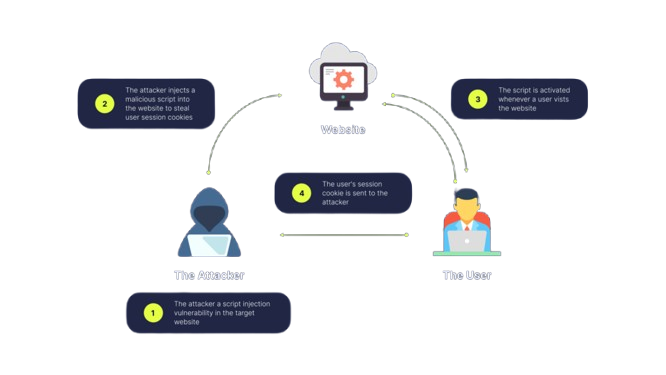 2
The attacker injects a
malicious script into
the website to steal
user session cookies
Website
3
The script is activated
whenever a user vists
the website
4
The user's session
cookie is sent to the
attacker
The Attacker
The User
1
The attacker a script injection
vulnerability in the target
website